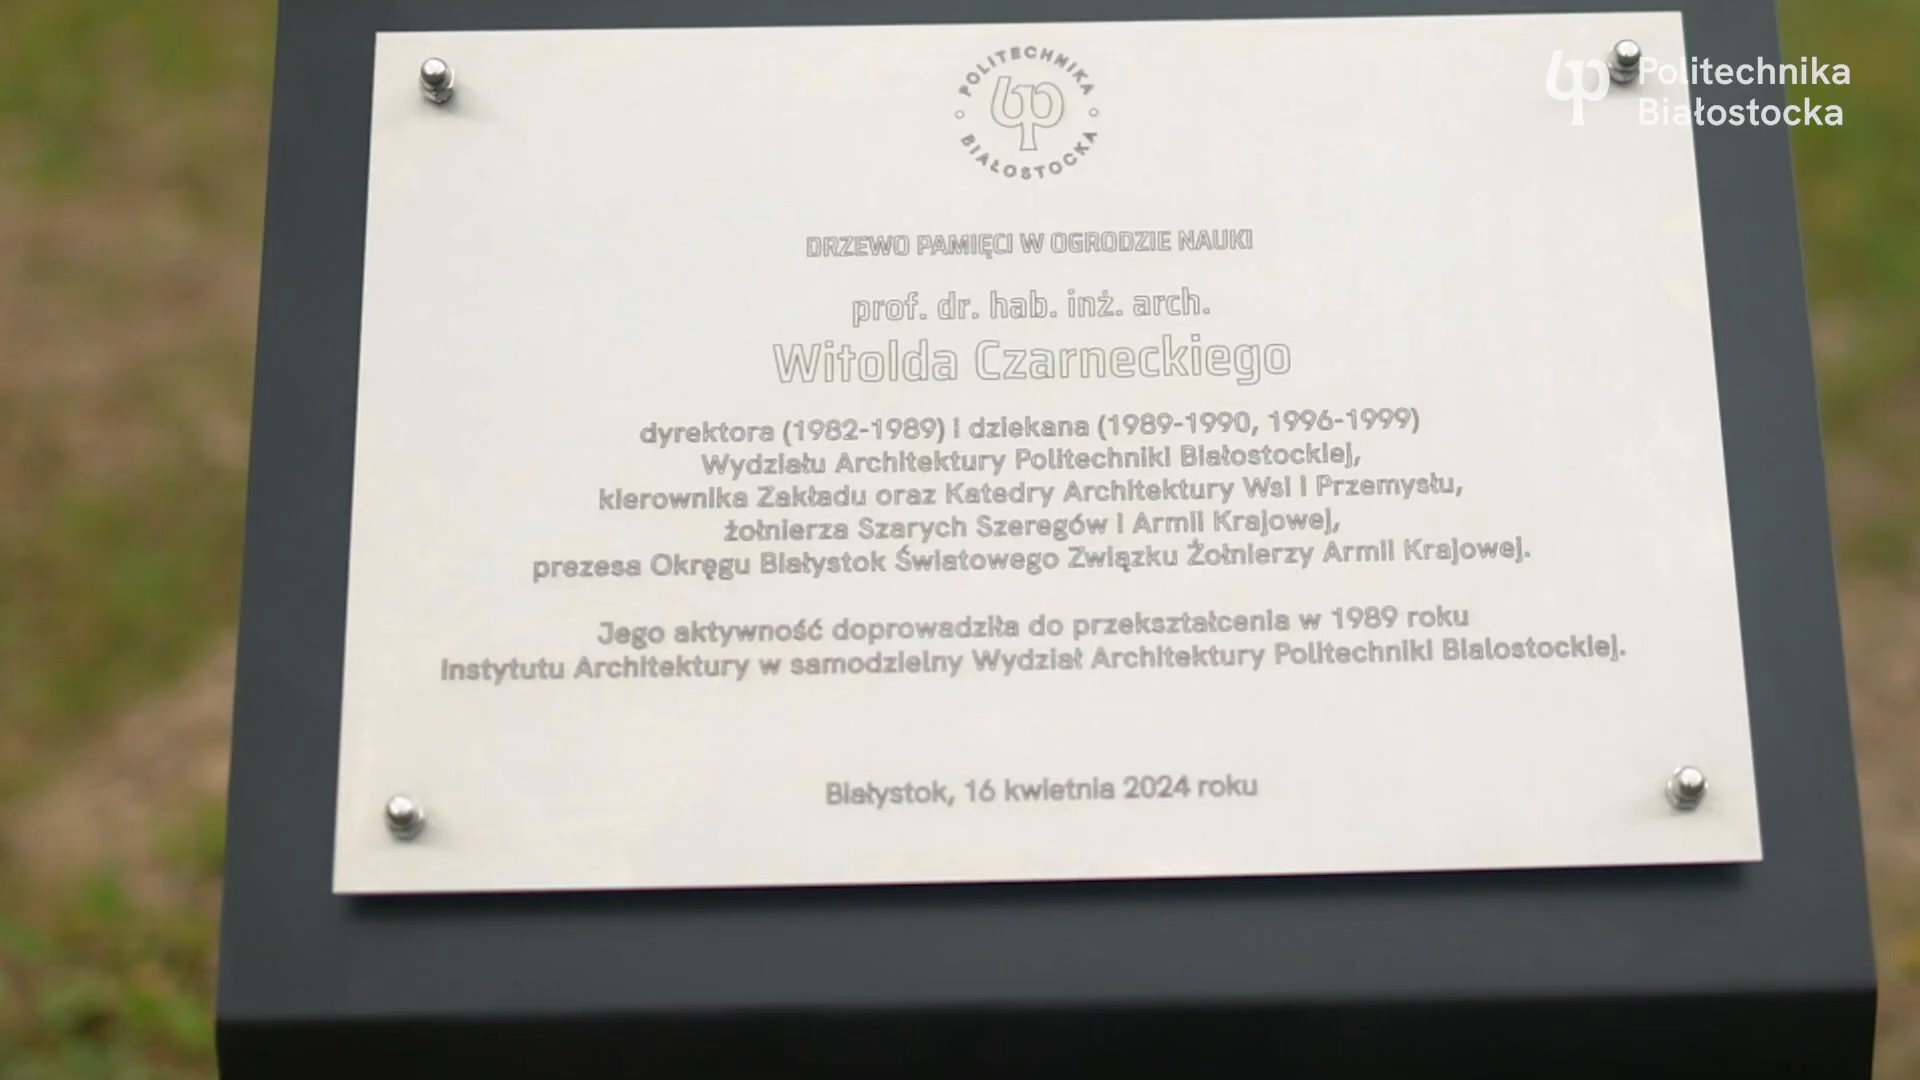 POLITECHNIKA
BIAŁOSTOCKA
Politechnika
Białostocka
DRZEWO PAMIĘCI W OGRODZIE NAUKI
prof. dr. hab. inż. arch.
Witolda Czarneckiego
dyrektora (1982-1989) i dziekana (1989-1990, 1996-1999)
Wydziału Architektury Politechniki Białostockiej,
kierownika Zakładu oraz Katedry Architektury Wsi i Przemysłu,
żołnierza Szarych Szeregów i Armii Krajowej,
prezesa Okręgu Białystok Światowego Związku Żołnierzy Armii Krajowej.
Jego aktywność doprowadziła do przekształcenia w 1989 roku
Instytutu Architektury w samodzielny Wydział Architektury Politechniki Bialostockiej.
Białystok, 16 kwietnia 2024 roku